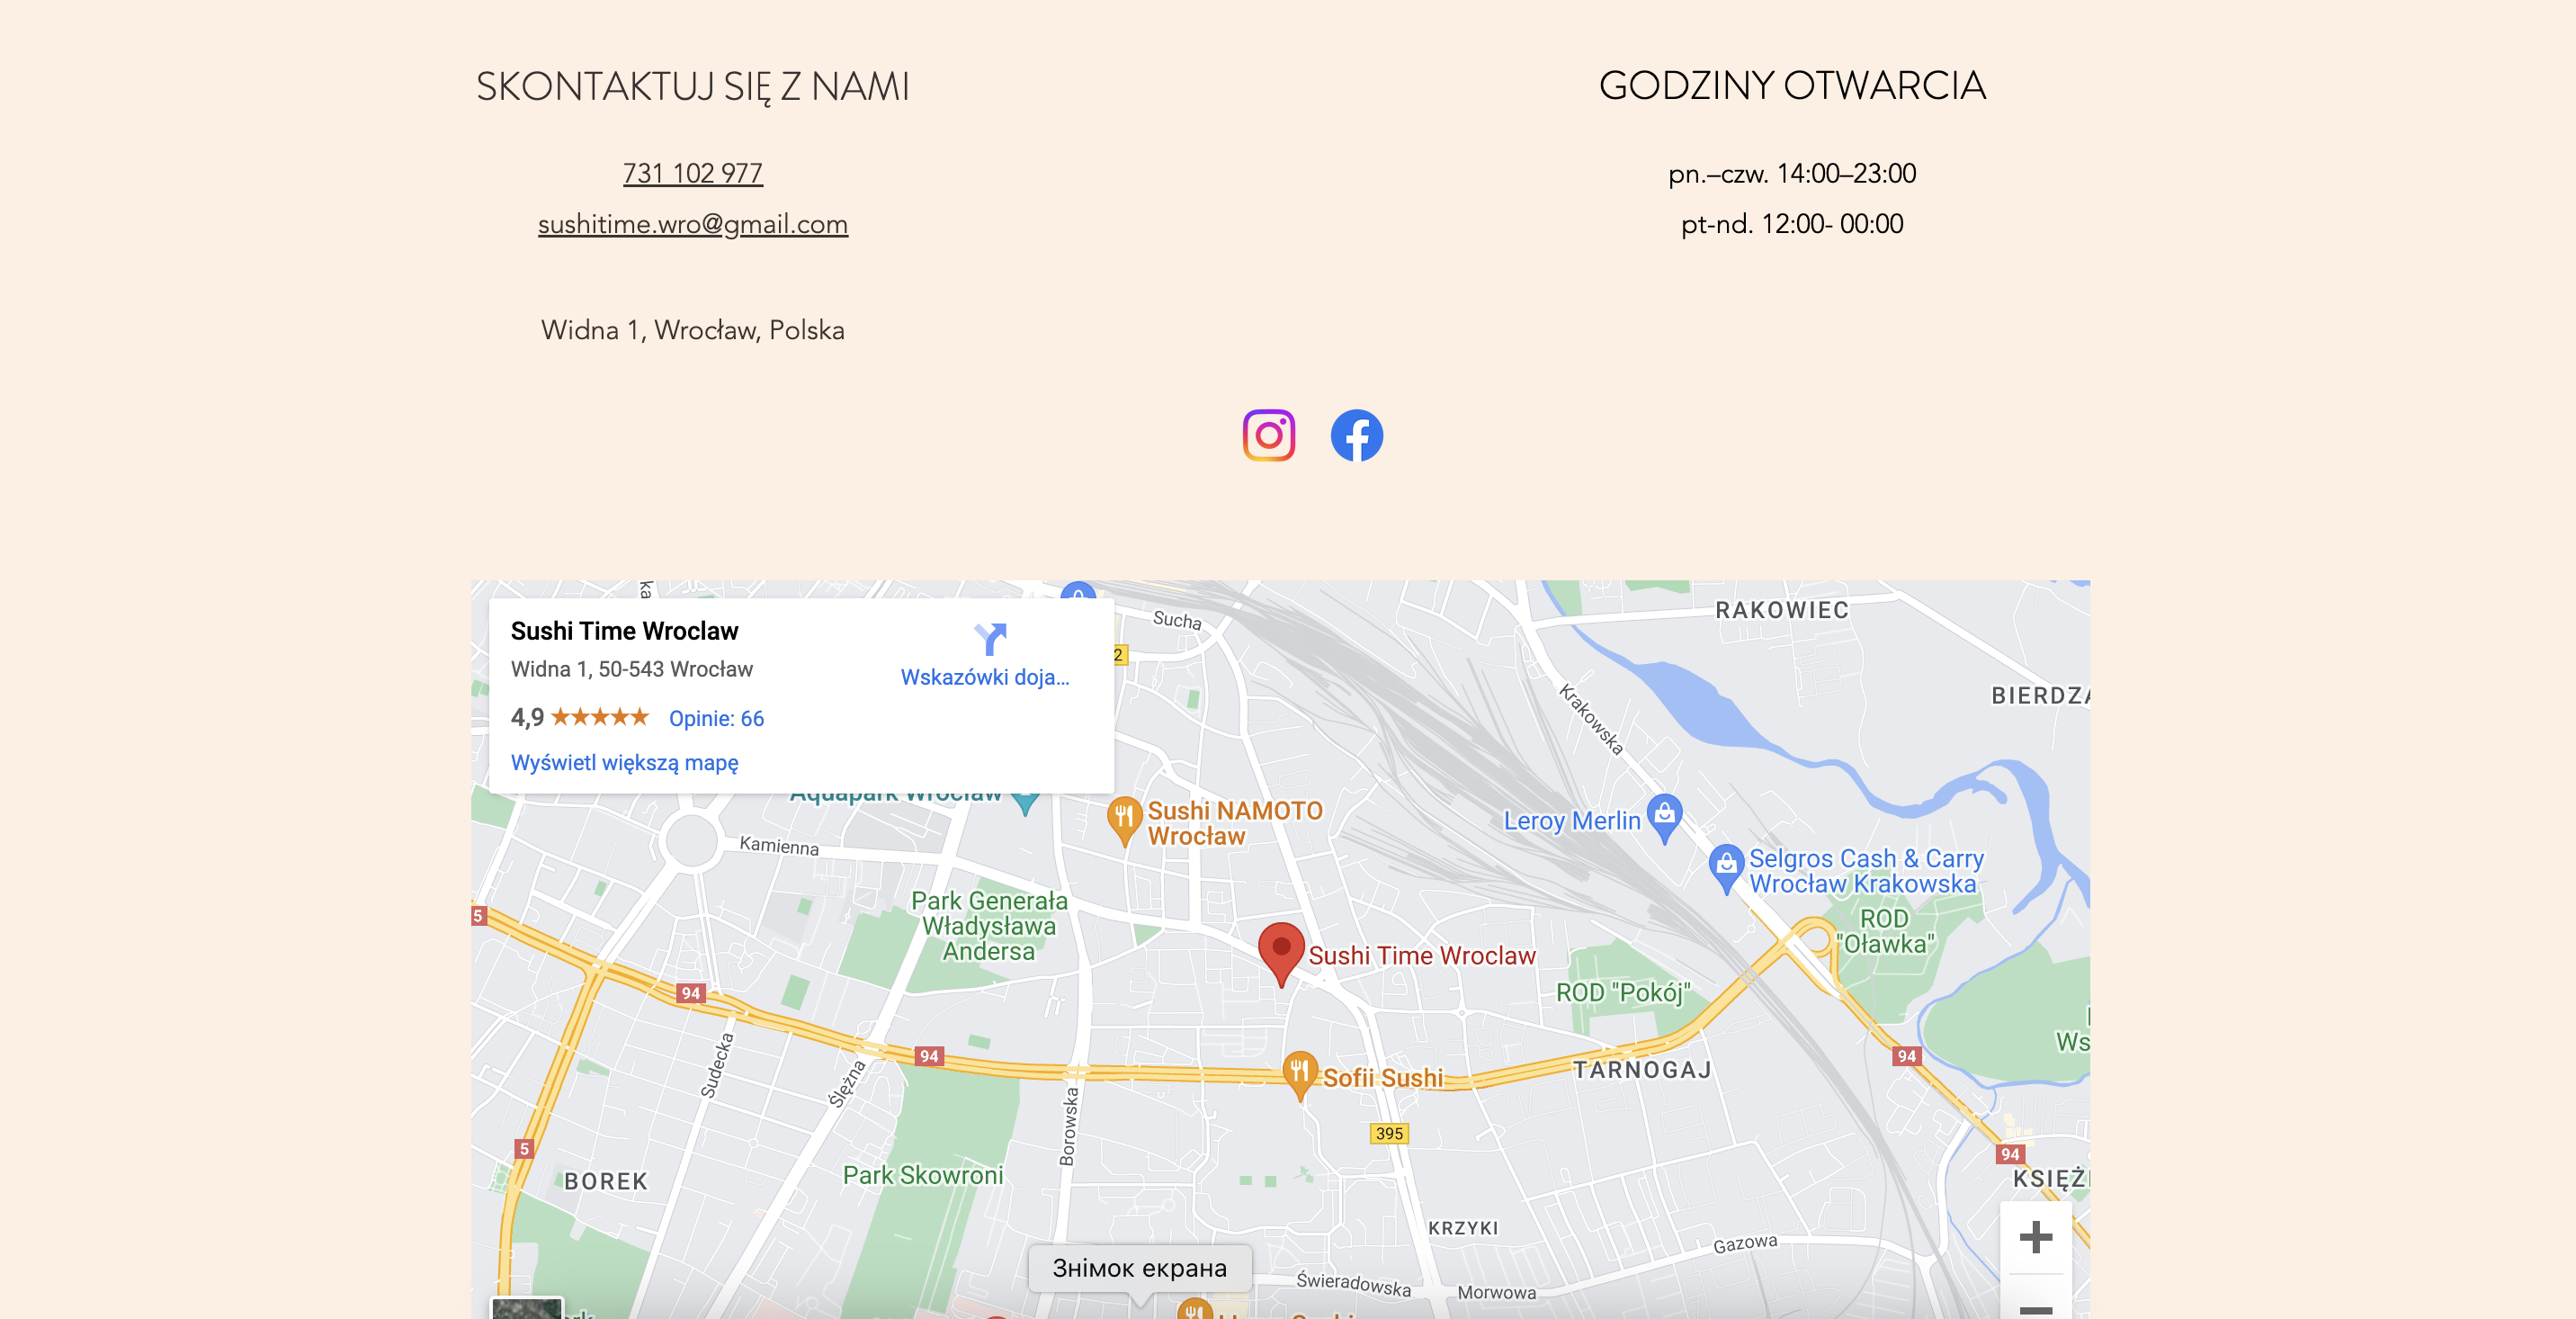 SKONTAKTUJ SIĘ Z NAMI
731 102 977
sushitime.wro@gmail.com
Widna 1, Wrocław, Polska
GODZINY OTWARCIA
pn.–czw. 14:00–23:00
pt-nd. 12:00- 00:00
Sushi Time Wroclaw
Widna 1, 50-543 Wrocław
4,9
Opinie: 66
Wyświetl większą mapę
Wskazówki doja...
Sucha
2
RAKOWIEC
BIERDZA
Krakowska
Aquapark Wrocław
Sushi NAMOTO
Wrocław
Leroy Merlin
Kamienna
Selgros Cash & Carry
Wrocław Krakowska
Park Generała
Władysława
Andersa
5
ROD
"Oławka"
Sushi Time Wroclaw
ROD "Pokój"
94
94
94
Ws
Sudecka
Ślężna
Borowska
Sofii Sushi
TARNOGAJ
395
5
94
BOREK
Park Skowroni
KSIĘŻ
KRZYKI
Gazowa
Знімок екрана
Świeradowska
Morwowa